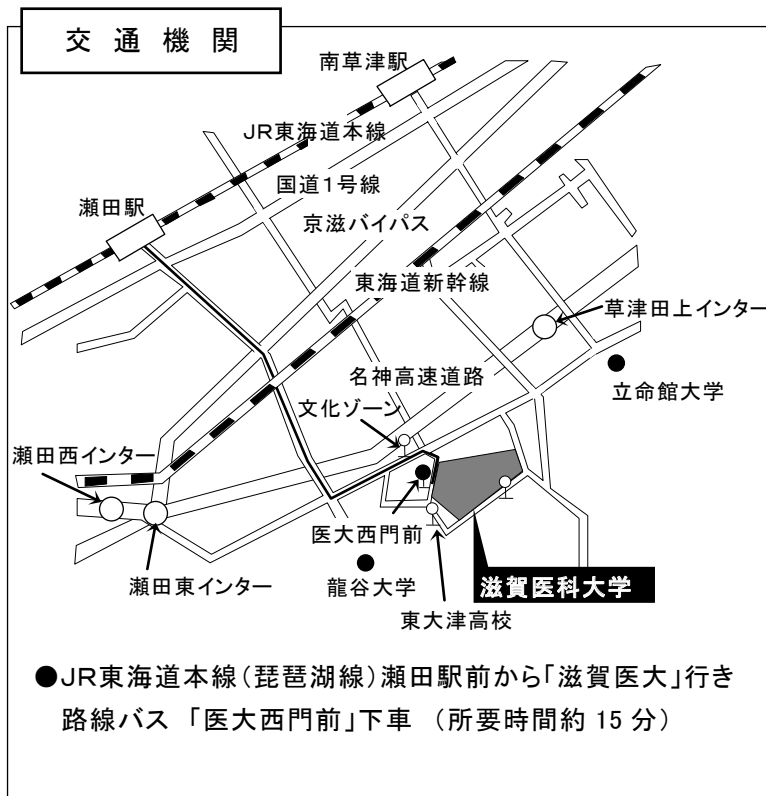 交 通 機 関
南草津駅
JR東海道本線
国道1号線
瀬田駅
京滋バイパス
東海道新幹線
草津田上インター
名神高速道路
立命館大学
文化ゾーン
瀬田西インター
医大西門前
瀬田東インター
龍谷大学
滋賀医科大学
東大津高校
●JR東海道本線(琵琶湖線)瀬田駅前から「滋賀医大」行き
路線バス 「医大西門前」下車 (所要時間約 15 分)